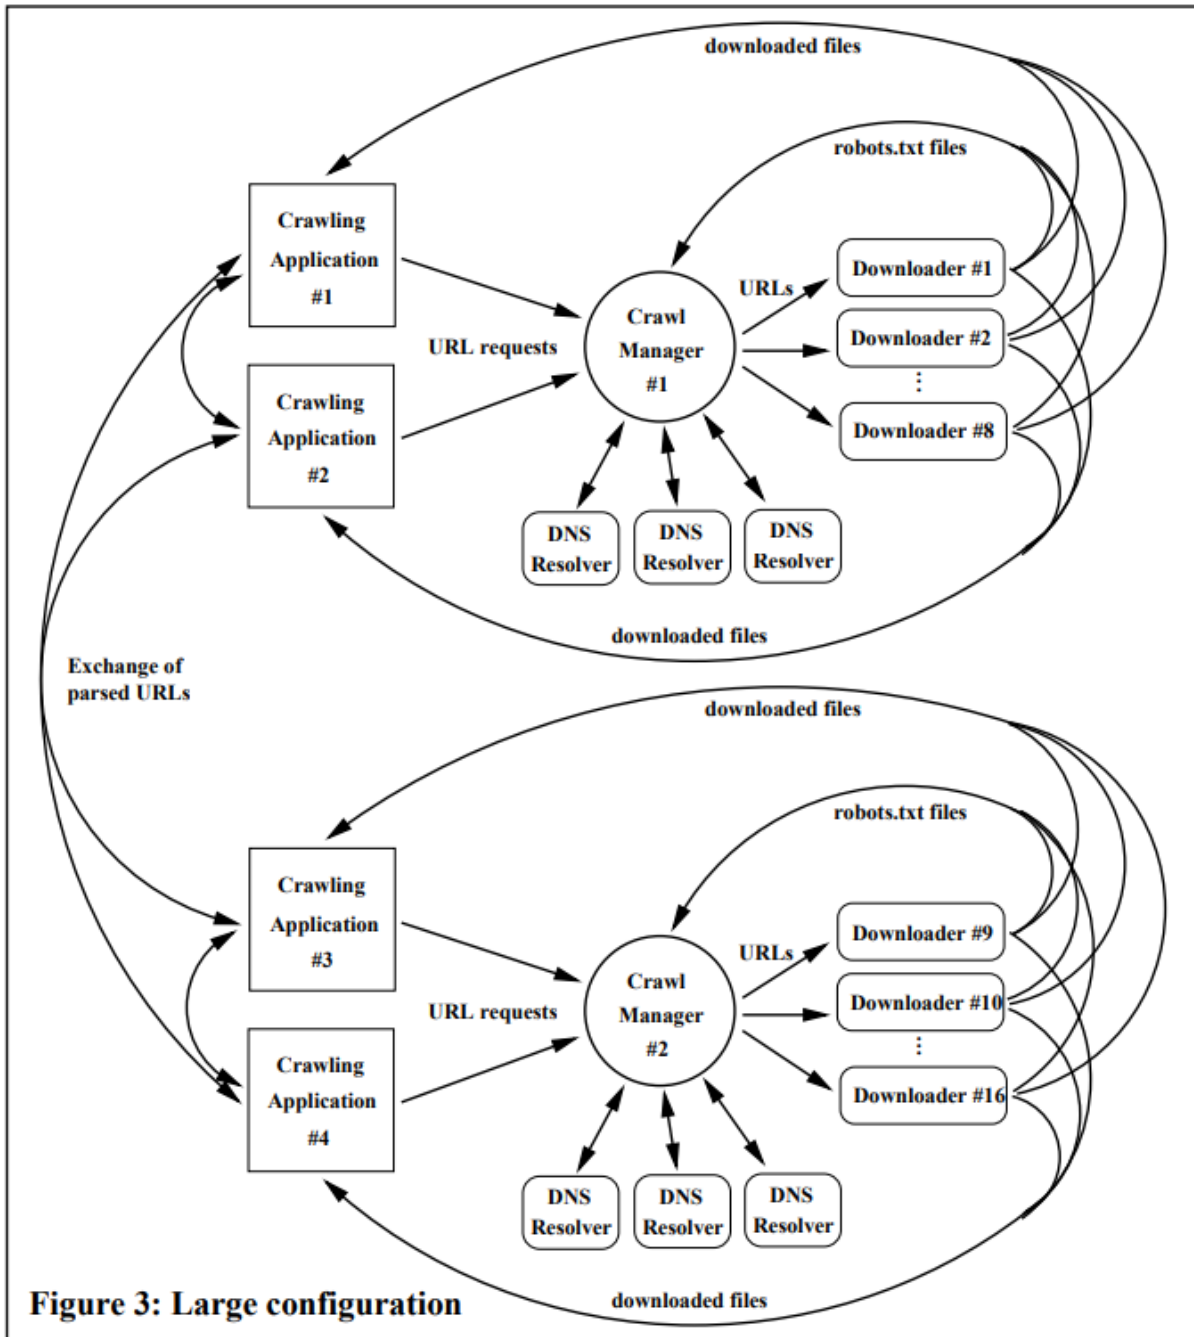 downloaded files
robots.txt files
Crawling
Application
#1
Downloader #1
URLs
Crawl
Manager
#1
URL requests
Downloader #2
⋮
Crawling
Application
#2
Downloader #8
DNS
Resolver
DNS
Resolver
DNS
Resolver
downloaded files
Exchange of
parsed URLs
downloaded files
robots.txt files
Crawling
Application
#3
Downloader #9
URLs
Crawl
Manager
#2
URL requests
Downloader #10
⋮
Crawling
Application
#4
Downloader #16
DNS
Resolver
DNS
Resolver
DNS
Resolver
downloaded files
Figure 3: Large configuration